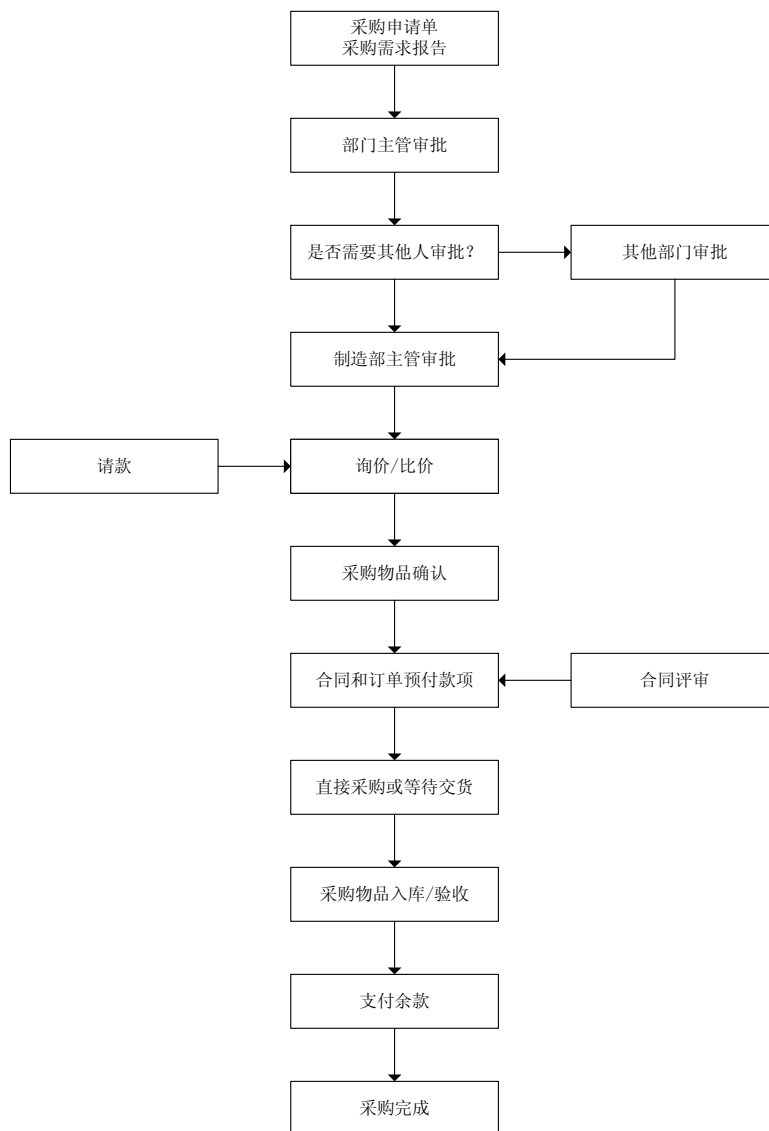 采购申请单
采购需求报告
部门主管审批
是否需要其他人审批?
其他部门审批
制造部主管审批
请款
询价/比价
采购物品确认
合同和订单预付款项
合同评审
直接采购或等待交货
采购物品入库/验收
支付余款
采购完成